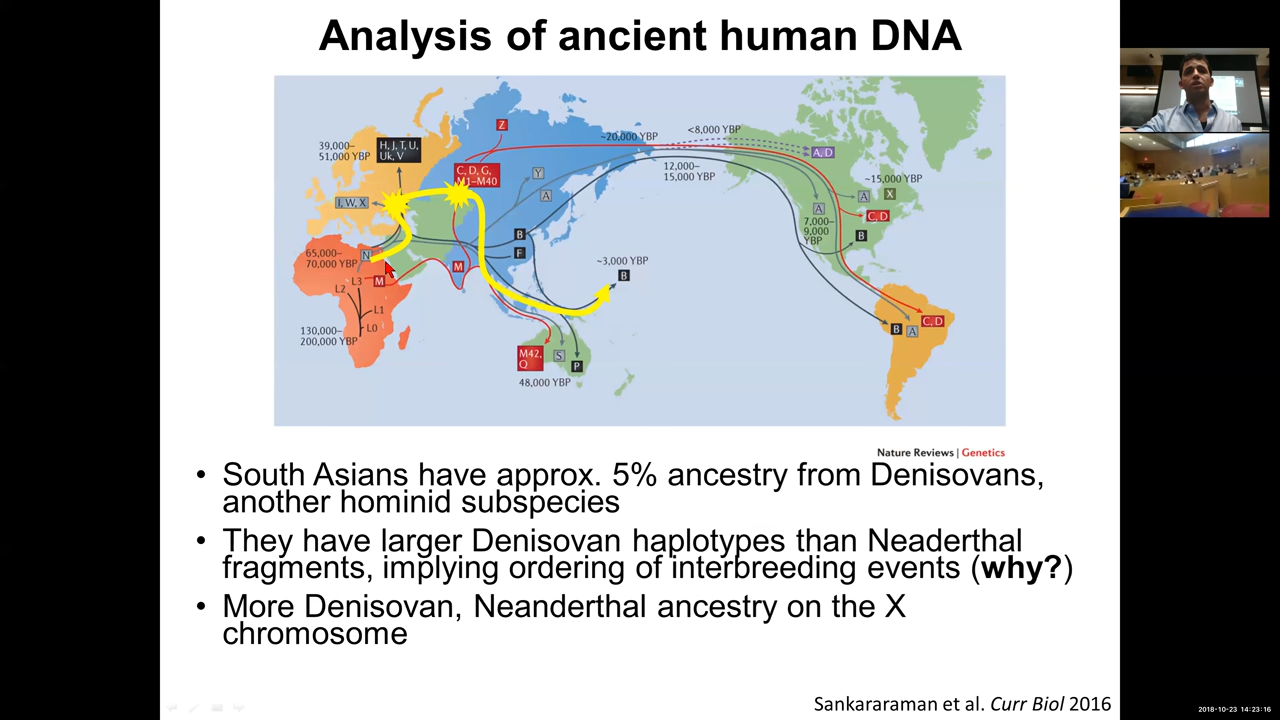 Analysis of ancient human DNA
Z
~20,000 YBP
<8,000 YBP
39,000–
51,000 YBP
H, J, T, U,
Uk, V
A, D
C, D, G,
M1–M40
Y
12,000–
15,000 YBP
~15,000 YBP
A
A
X
I, W, X
A
C, D
7,000–
9,000
YBP
B
B
65,000–
70,000 YBP
N
F
M
~3,000 YBP
B
L3
M
L2
L1
L0
130,000–
200,000 YBP
C, D
B
A
M42,
Q
S
P
48,000 YBP
Nature Reviews | Genetics
• South Asians have approx. 5% ancestry from Denisovans,
another hominid subspecies
• They have larger Denisovan haplotypes than Neaderthal
fragments, implying ordering of interbreeding events (why?)
• More Denisovan, Neanderthal ancestry on the X
chromosome
Sankararaman et al. Curr Biol 2016
2018-10-23 14:23:16